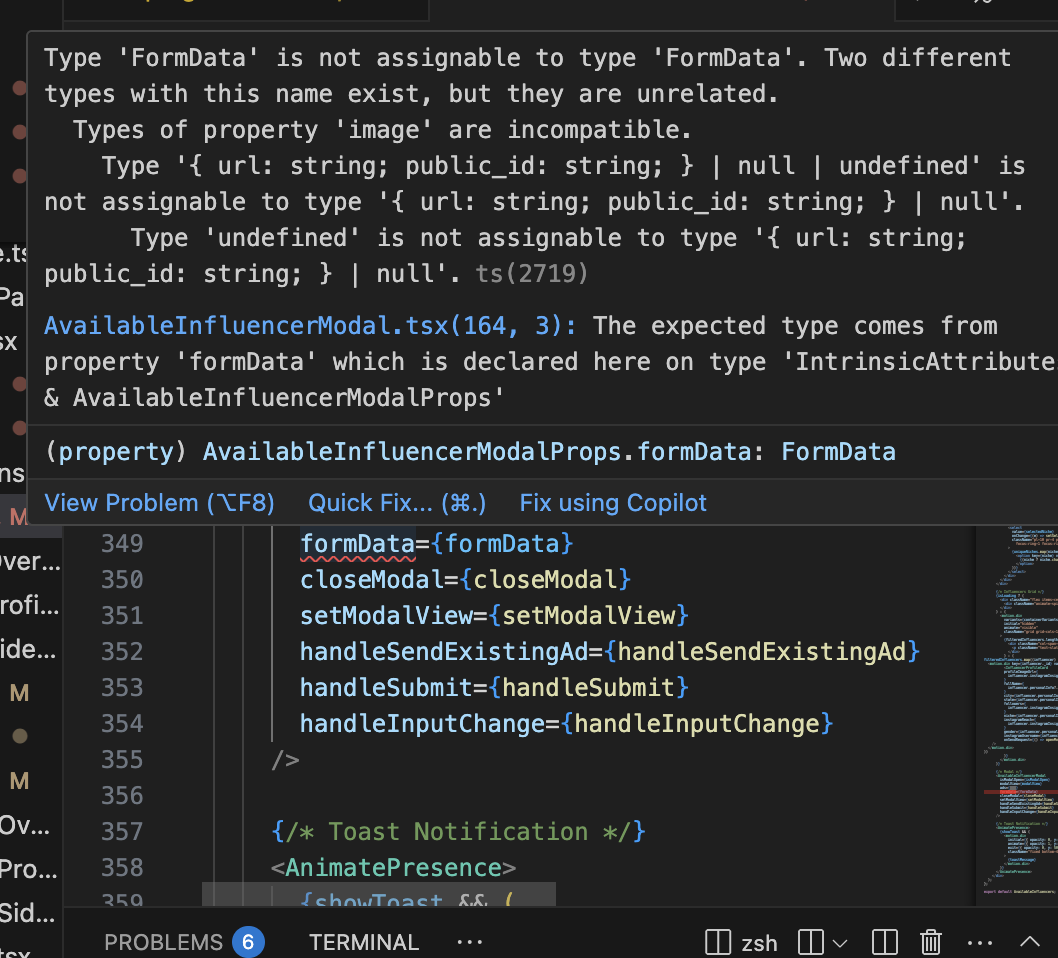 Type 'FormData' is not assignable to type 'FormData'. Two different
types with this name exist, but they are unrelated.
Types of property 'image' are incompatible.
Type '{ url: string; public_id: string; } | null | undefined' is
not assignable to type '{ url: string; public_id: string; } | null'.
Type 'undefined' is not assignable to type '{ url: string;
public_id: string; } | null'. ts(2719)
AvailableInfluencerModal.tsx(164, 3): The expected type comes from
property 'formData' which is declared here on type 'IntrinsicAttribute
& AvailableInfluencerModalProps'
(property) AvailableInfluencerModalProps.formData: FormData
View Problem (⌥F8) Quick Fix... (⌘.) Fix using Copilot
e.ts
Pa
sx
ns
M
ver...
rofi...
ide...
M
M
Ov...
Pro...
Sid...
tsx
349 formData={formData}
350 closeModal={closeModal}
351 setModalView={setModalView}
352 handleSendExistingAd={handleSendExistingAd}
353 handleSubmit={handleSubmit}
354 handleInputChange={handleInputChange}
355 />
356
357 {/* Toast Notification */}
358 <AnimatePresence>
359 {showToast && (
PROBLEMS 6 TERMINAL ... zsh ...